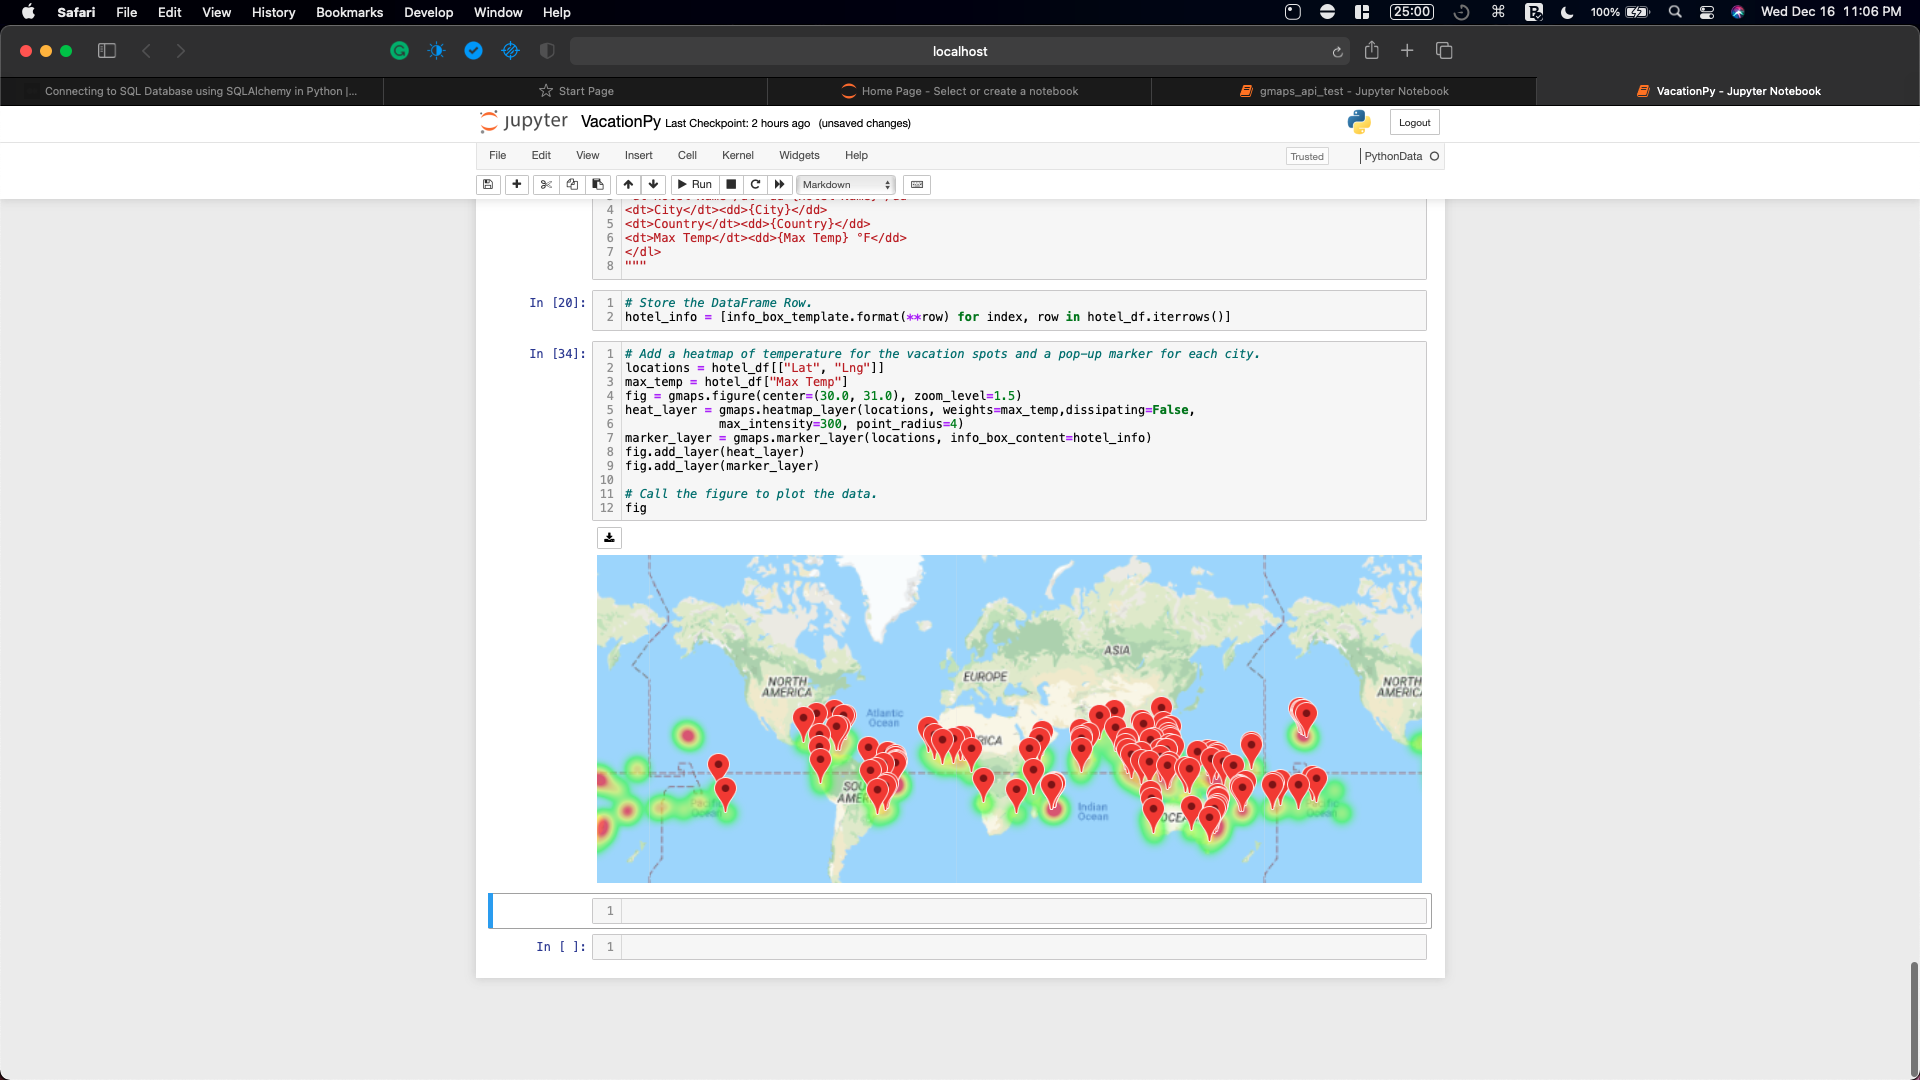 Safari File Edit View History Bookmarks Develop Window Help 25:00 100% Wed Dec 16 11:06 PM
localhost
Connecting to SQL Database using SQLAlchemy in Python |... Start Page Home Page - Select or create a notebook gmaps_api_test - Jupyter Notebook VacationPy - Jupyter Notebook
jupyter VacationPy Last Checkpoint: 2 hours ago (unsaved changes) Logout
File Edit View Insert Cell Kernel Widgets Help Trusted PythonData
Run Markdown
4 <dt>City</dt><dd>{City}</dd>
5 <dt>Country</dt><dd>{Country}</dd>
6 <dt>Max Temp</dt><dd>{Max Temp} °F</dd>
7 </dl>
8 """
In [20]: 1 # Store the DataFrame Row.
2 hotel_info = [info_box_template.format(**row) for index, row in hotel_df.iterrows()]
In [34]: 1 # Add a heatmap of temperature for the vacation spots and a pop-up marker for each city.
2 locations = hotel_df[["Lat", "Lng"]]
3 max_temp = hotel_df["Max Temp"]
4 fig = gmaps.figure(center=(30.0, 31.0), zoom_level=1.5)
5 heat_layer = gmaps.heatmap_layer(locations, weights=max_temp,dissipating=False,
6 max_intensity=300, point_radius=4)
7 marker_layer = gmaps.marker_layer(locations, info_box_content=hotel_info)
8 fig.add_layer(heat_layer)
9 fig.add_layer(marker_layer)
10
11 # Call the figure to plot the data.
12 fig
ASIA
EUROPE
NORTH
AMERICA
NORTH
Atlantic
Ocean
Indian
Ocean
Pacific
Ocean
1
In [ ]: 1